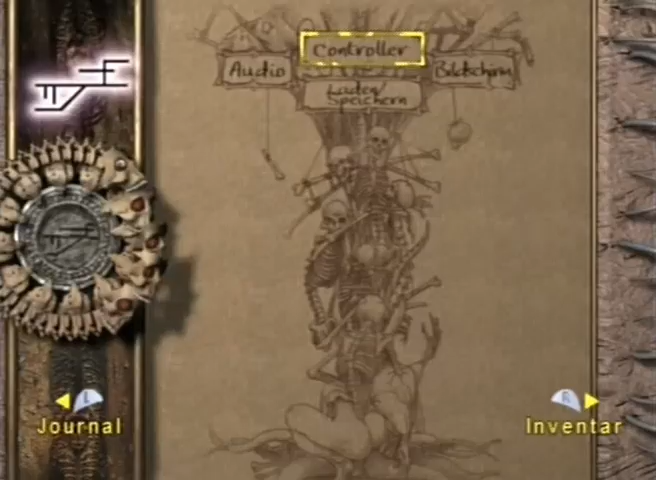 Controller
Audio
Bildschirm
Laden/
Speichern
L
R
Journal
Inventar